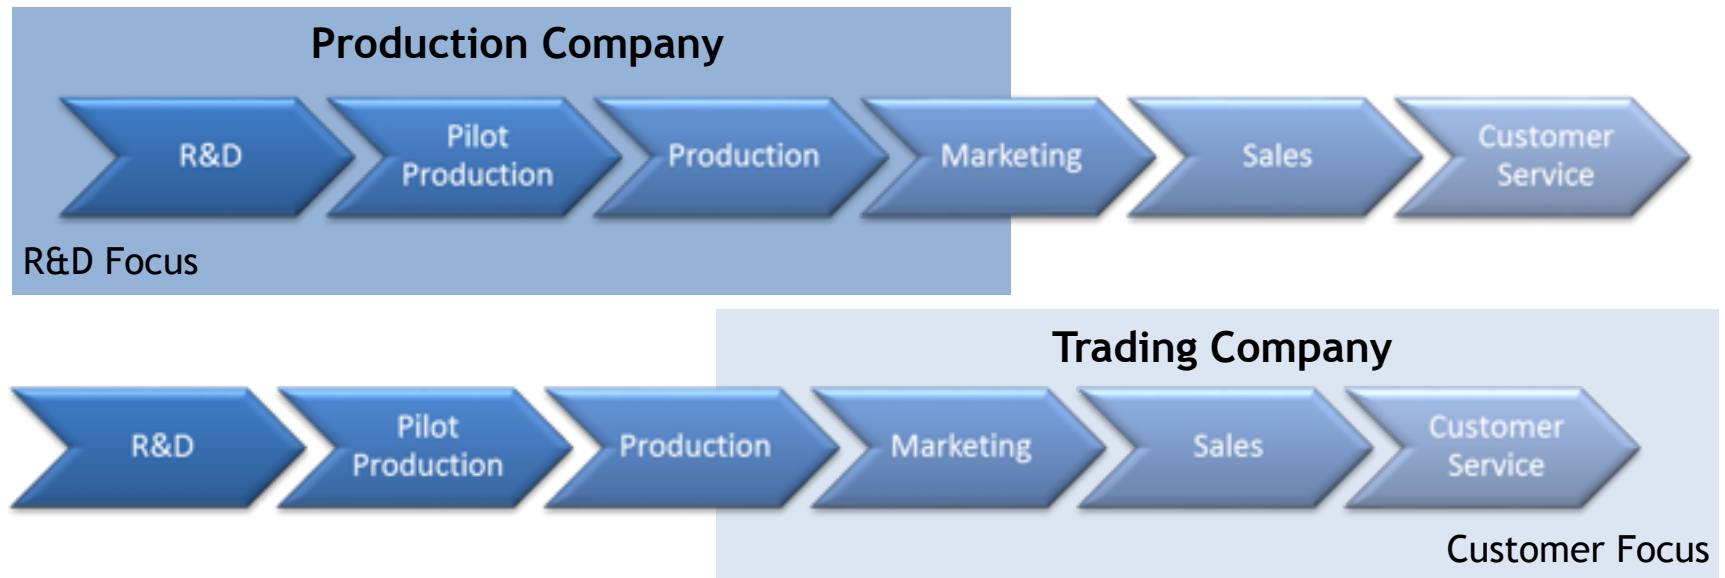 Production Company
R&D
Pilot
Production
Production
Marketing
Sales
Customer
Service
R&D Focus
Trading Company
R&D
Pilot
Production
Production
Marketing
Sales
Customer
Service
Customer Focus